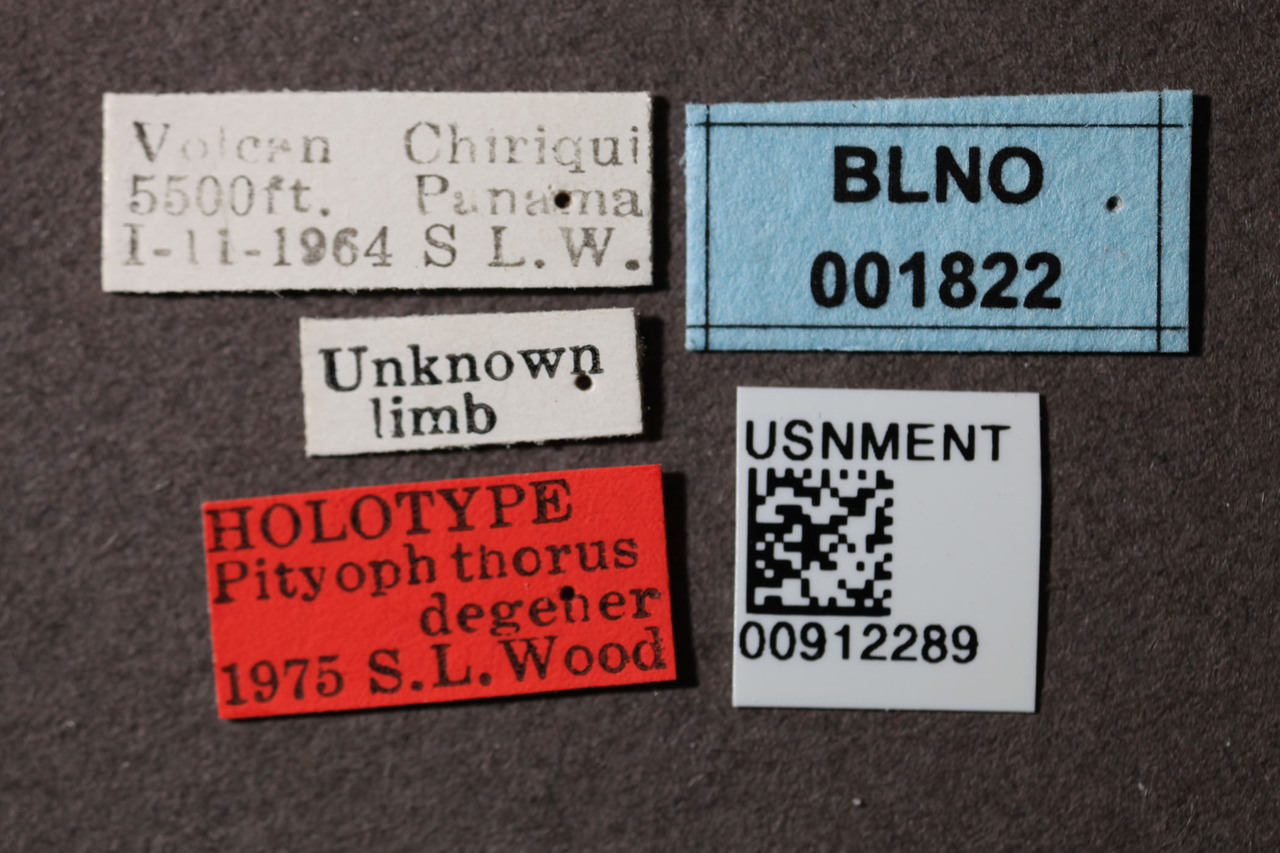 Volcan Chiriqui
5500ft. Panama
I-11-1964 S L.W.
Unknown
limb
HOLOTYPE
Pityophthorus
degener
1975 S.L.Wood
BLNO
001822
USNMENT
00912289